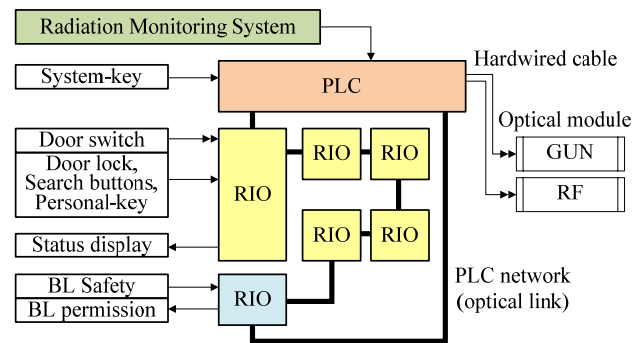 Radiation Monitoring System
Hardwired cable
System-key
PLC
Optical module
Door switch
GUN
Door lock,
Search buttons,
Personal-key
RIO
RIO
RIO
RF
Status display
RIO
RIO
PLC network
(optical link)
BL Safety
BL permission
RIO